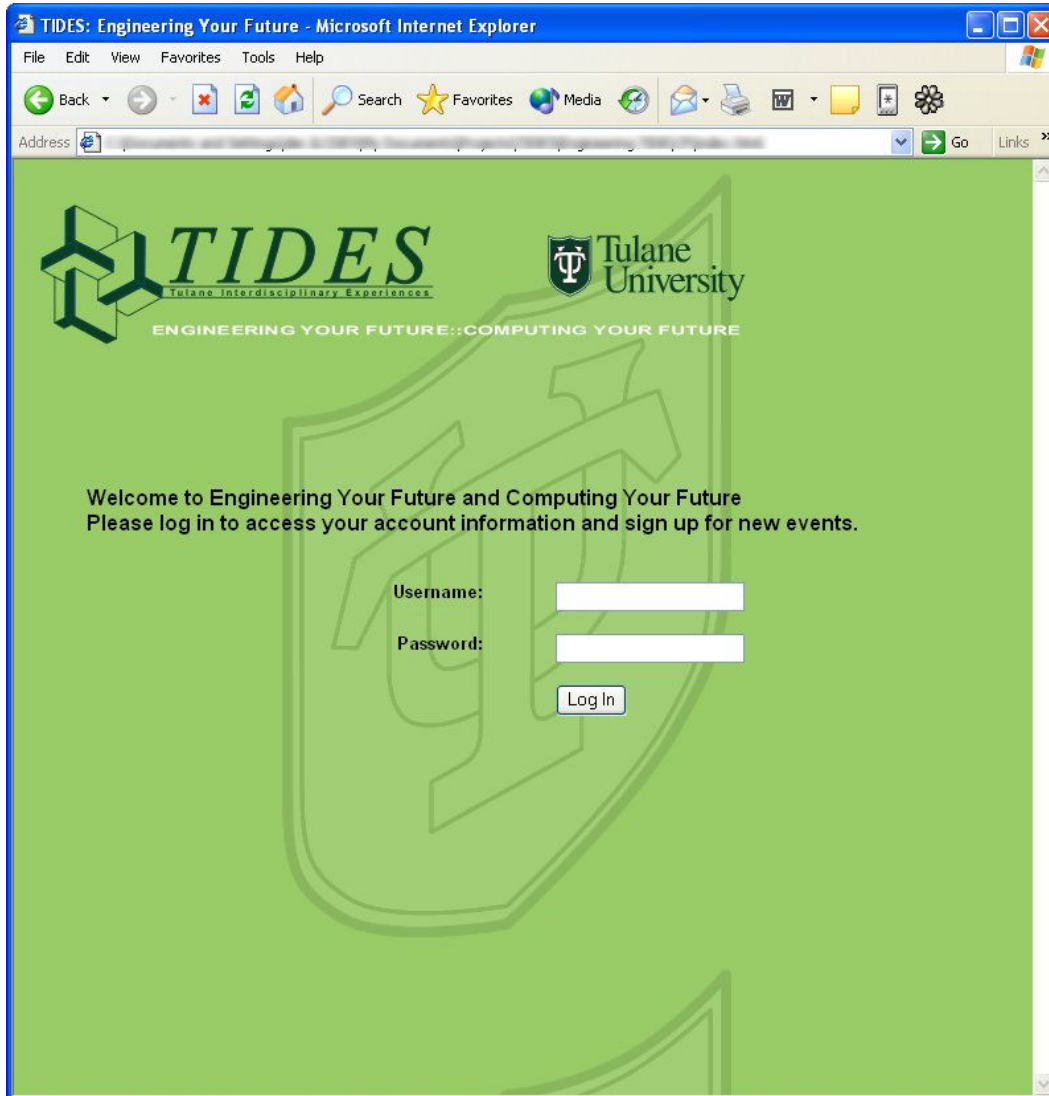 TIDES: Engineering Your Future - Microsoft Internet Explorer
File Edit View Favorites Tools Help
Back Search Favorites Media
Address Go Links
TIDES
Tulane Interdisciplinary Experiences
Tulane
University
ENGINEERING YOUR FUTURE::COMPUTING YOUR FUTURE
Welcome to Engineering Your Future and Computing Your Future
Please log in to access your account information and sign up for new events.
Username:
Password:
Log In